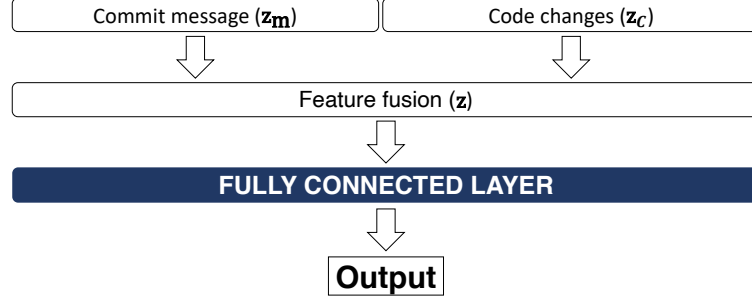 Commit message (𝐳𝐦)
Code changes (𝐳𝐶)
Feature fusion (𝐳)
FULLY CONNECTED LAYER
Output